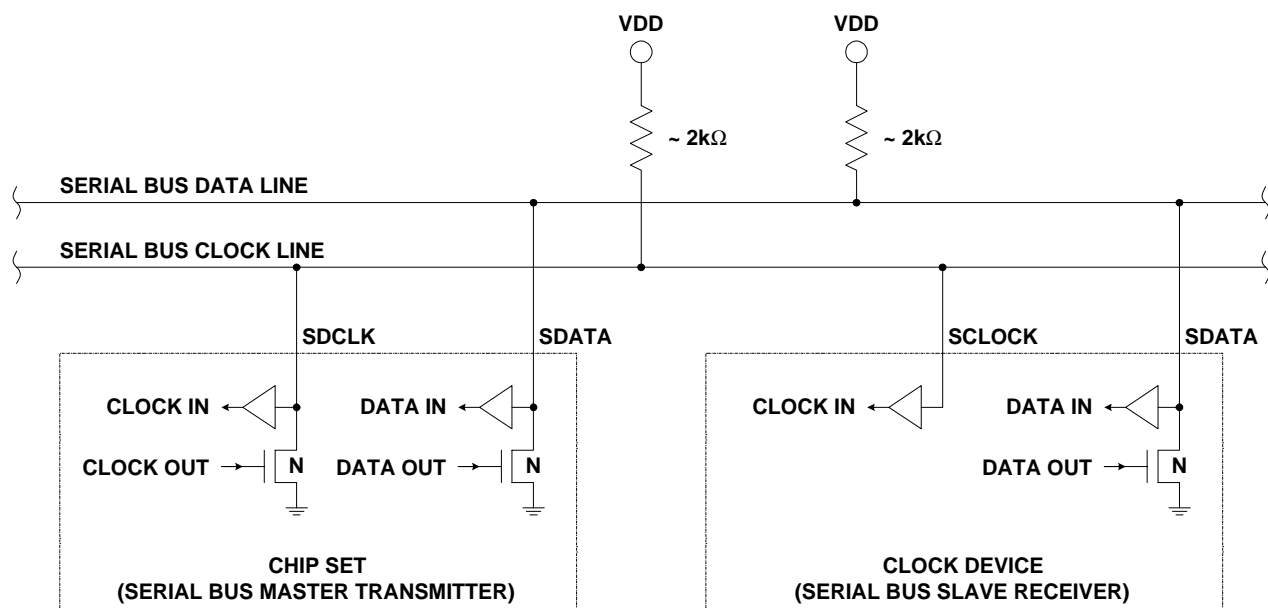 VDD VDD
~ 2kΩ ~ 2kΩ
SERIAL BUS DATA LINE
SERIAL BUS CLOCK LINE
SDCLK SDATA SCLOCK SDATA
CLOCK IN DATA IN CLOCK IN DATA IN
CLOCK OUT N DATA OUT N DATA OUT N
CHIP SET
(SERIAL BUS MASTER TRANSMITTER)
CLOCK DEVICE
(SERIAL BUS SLAVE RECEIVER)